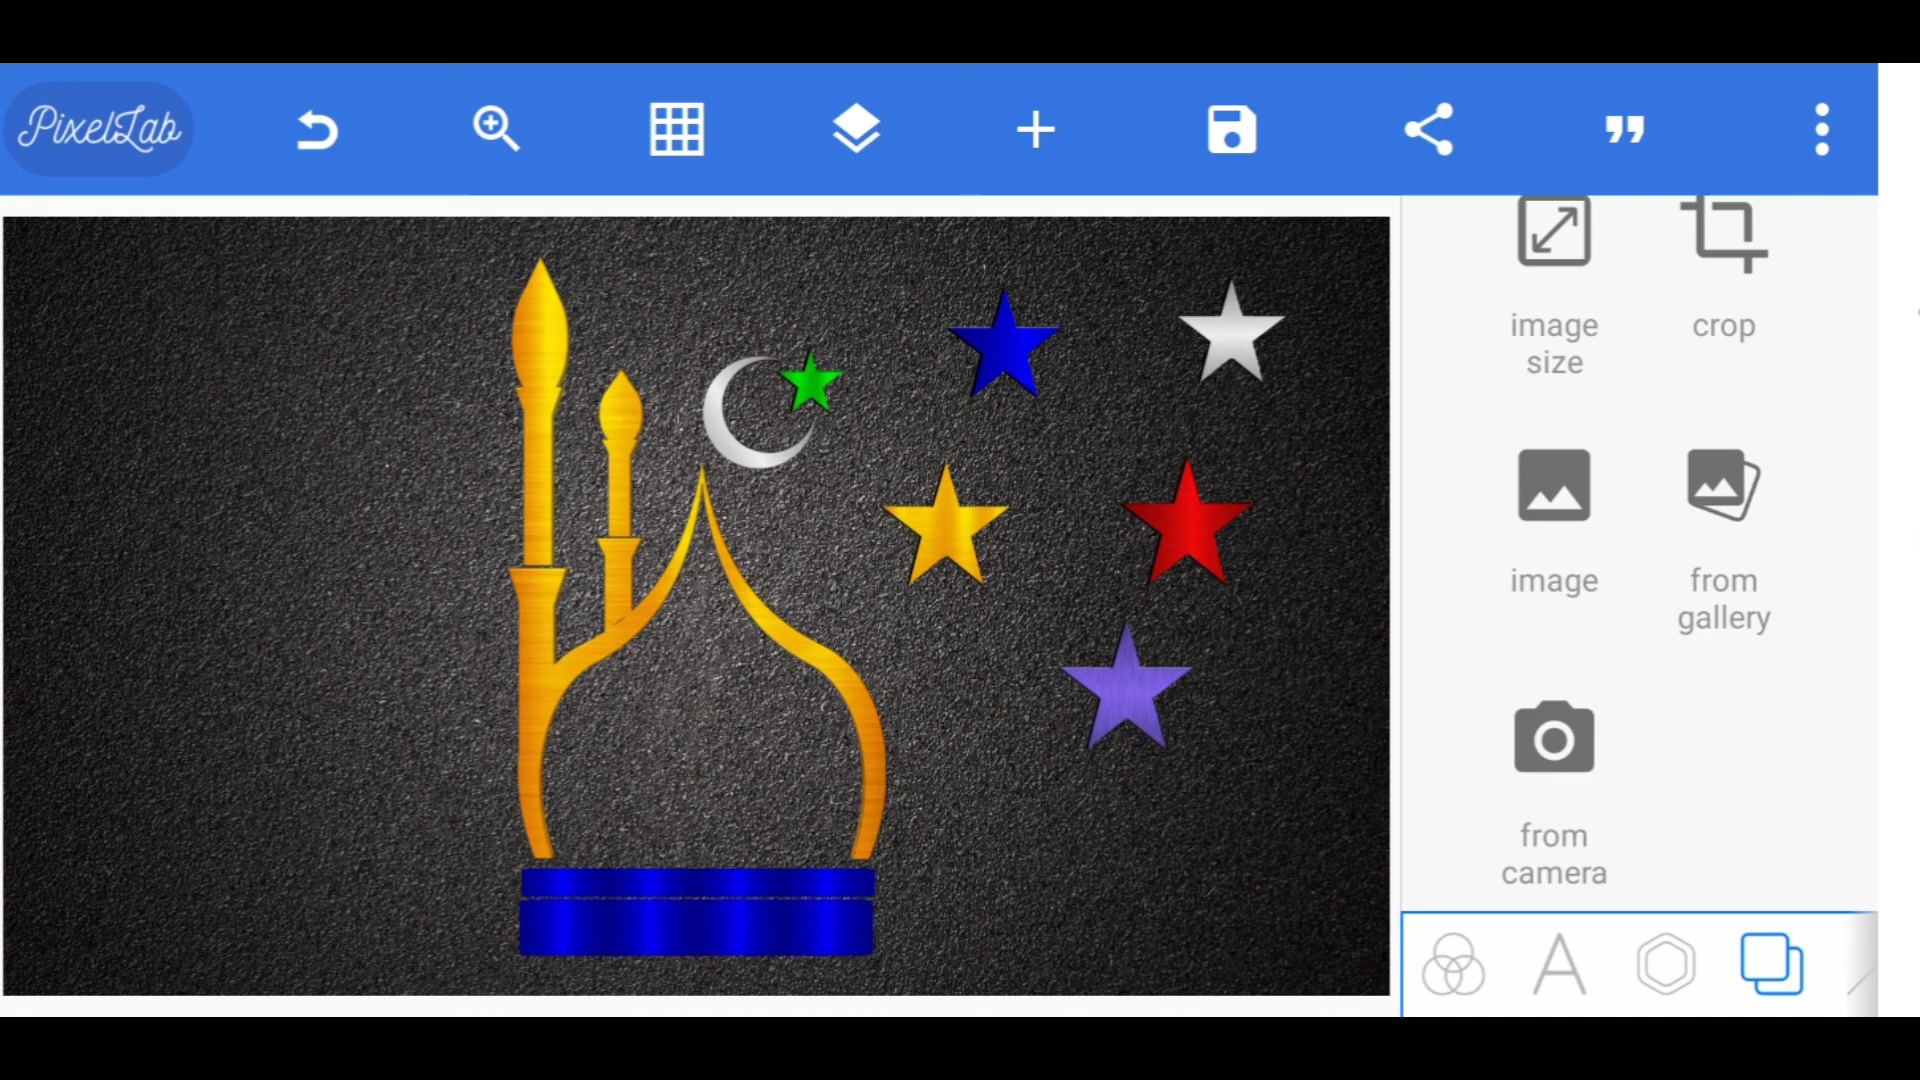 PixelLab
image
size
crop
image
from
gallery
from
camera